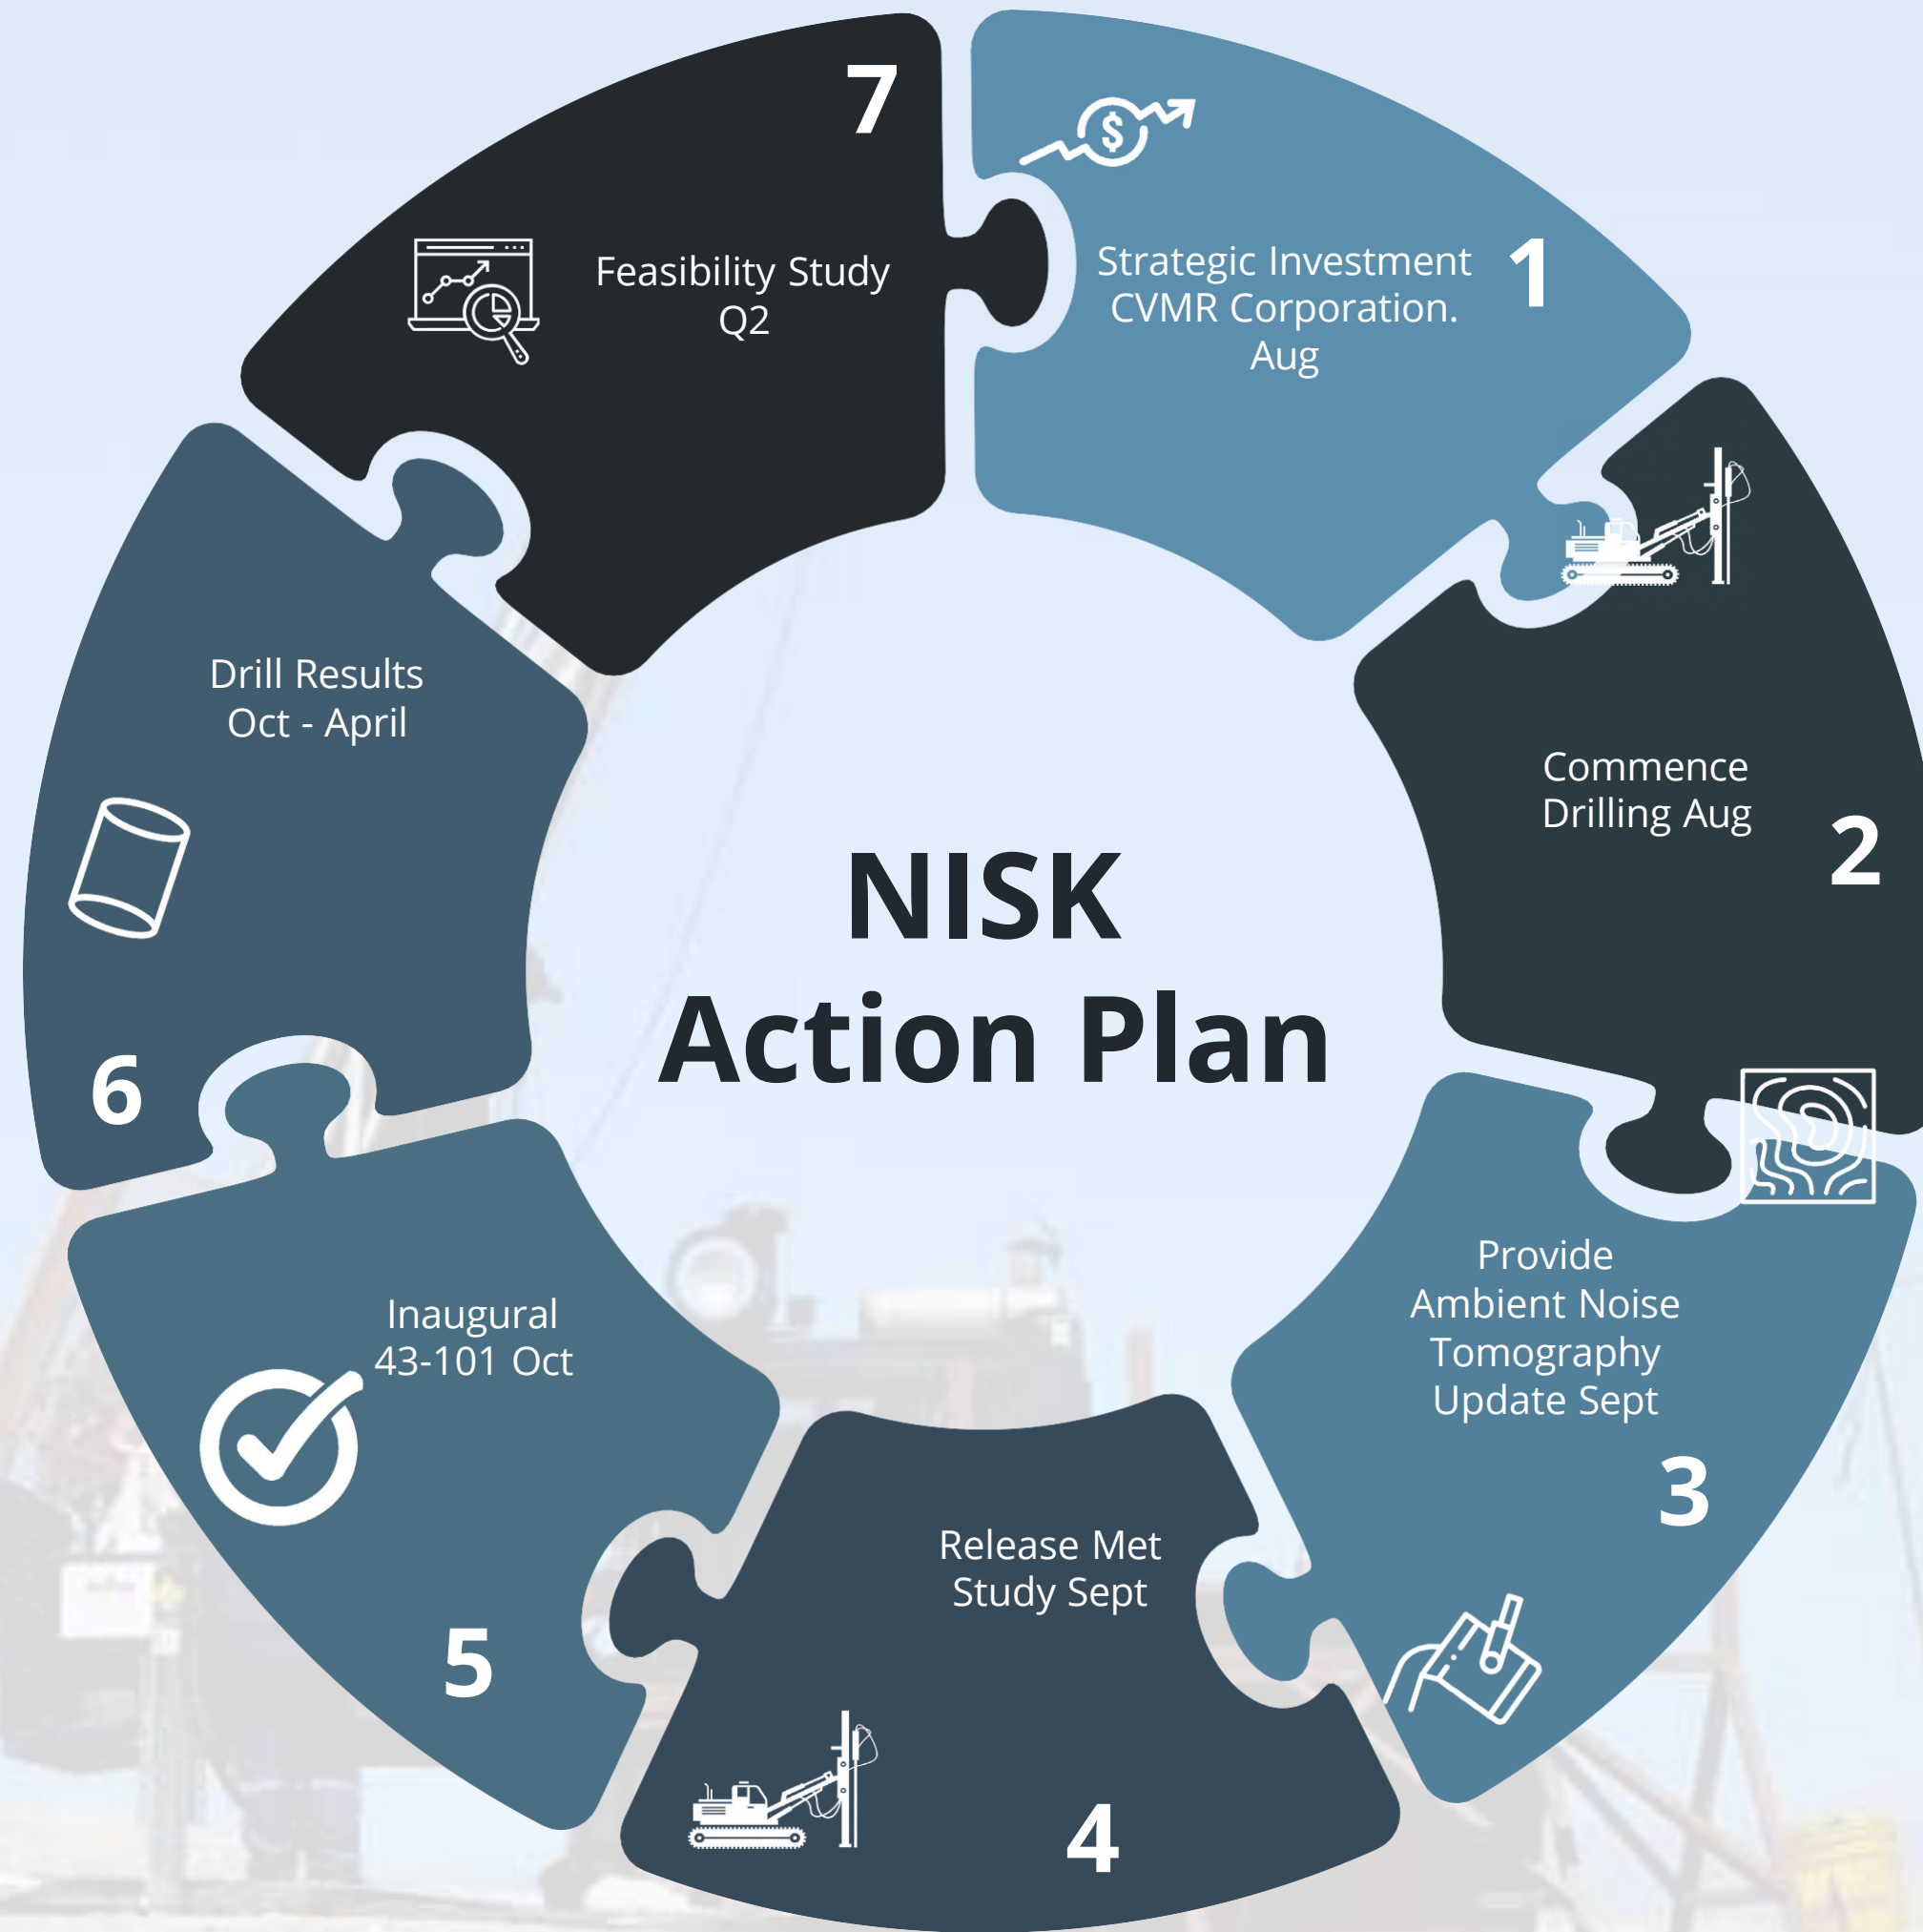 NISK
Action Plan
1
Strategic Investment
CVMR Corporation.
Aug
2
Commence
Drilling Aug
3
Provide
Ambient Noise
Tomography
Update Sept
4
Release Met
Study Sept
5
Inaugural
43-101 Oct
6
Drill Results
Oct - April
7
Feasibility Study
Q2
$